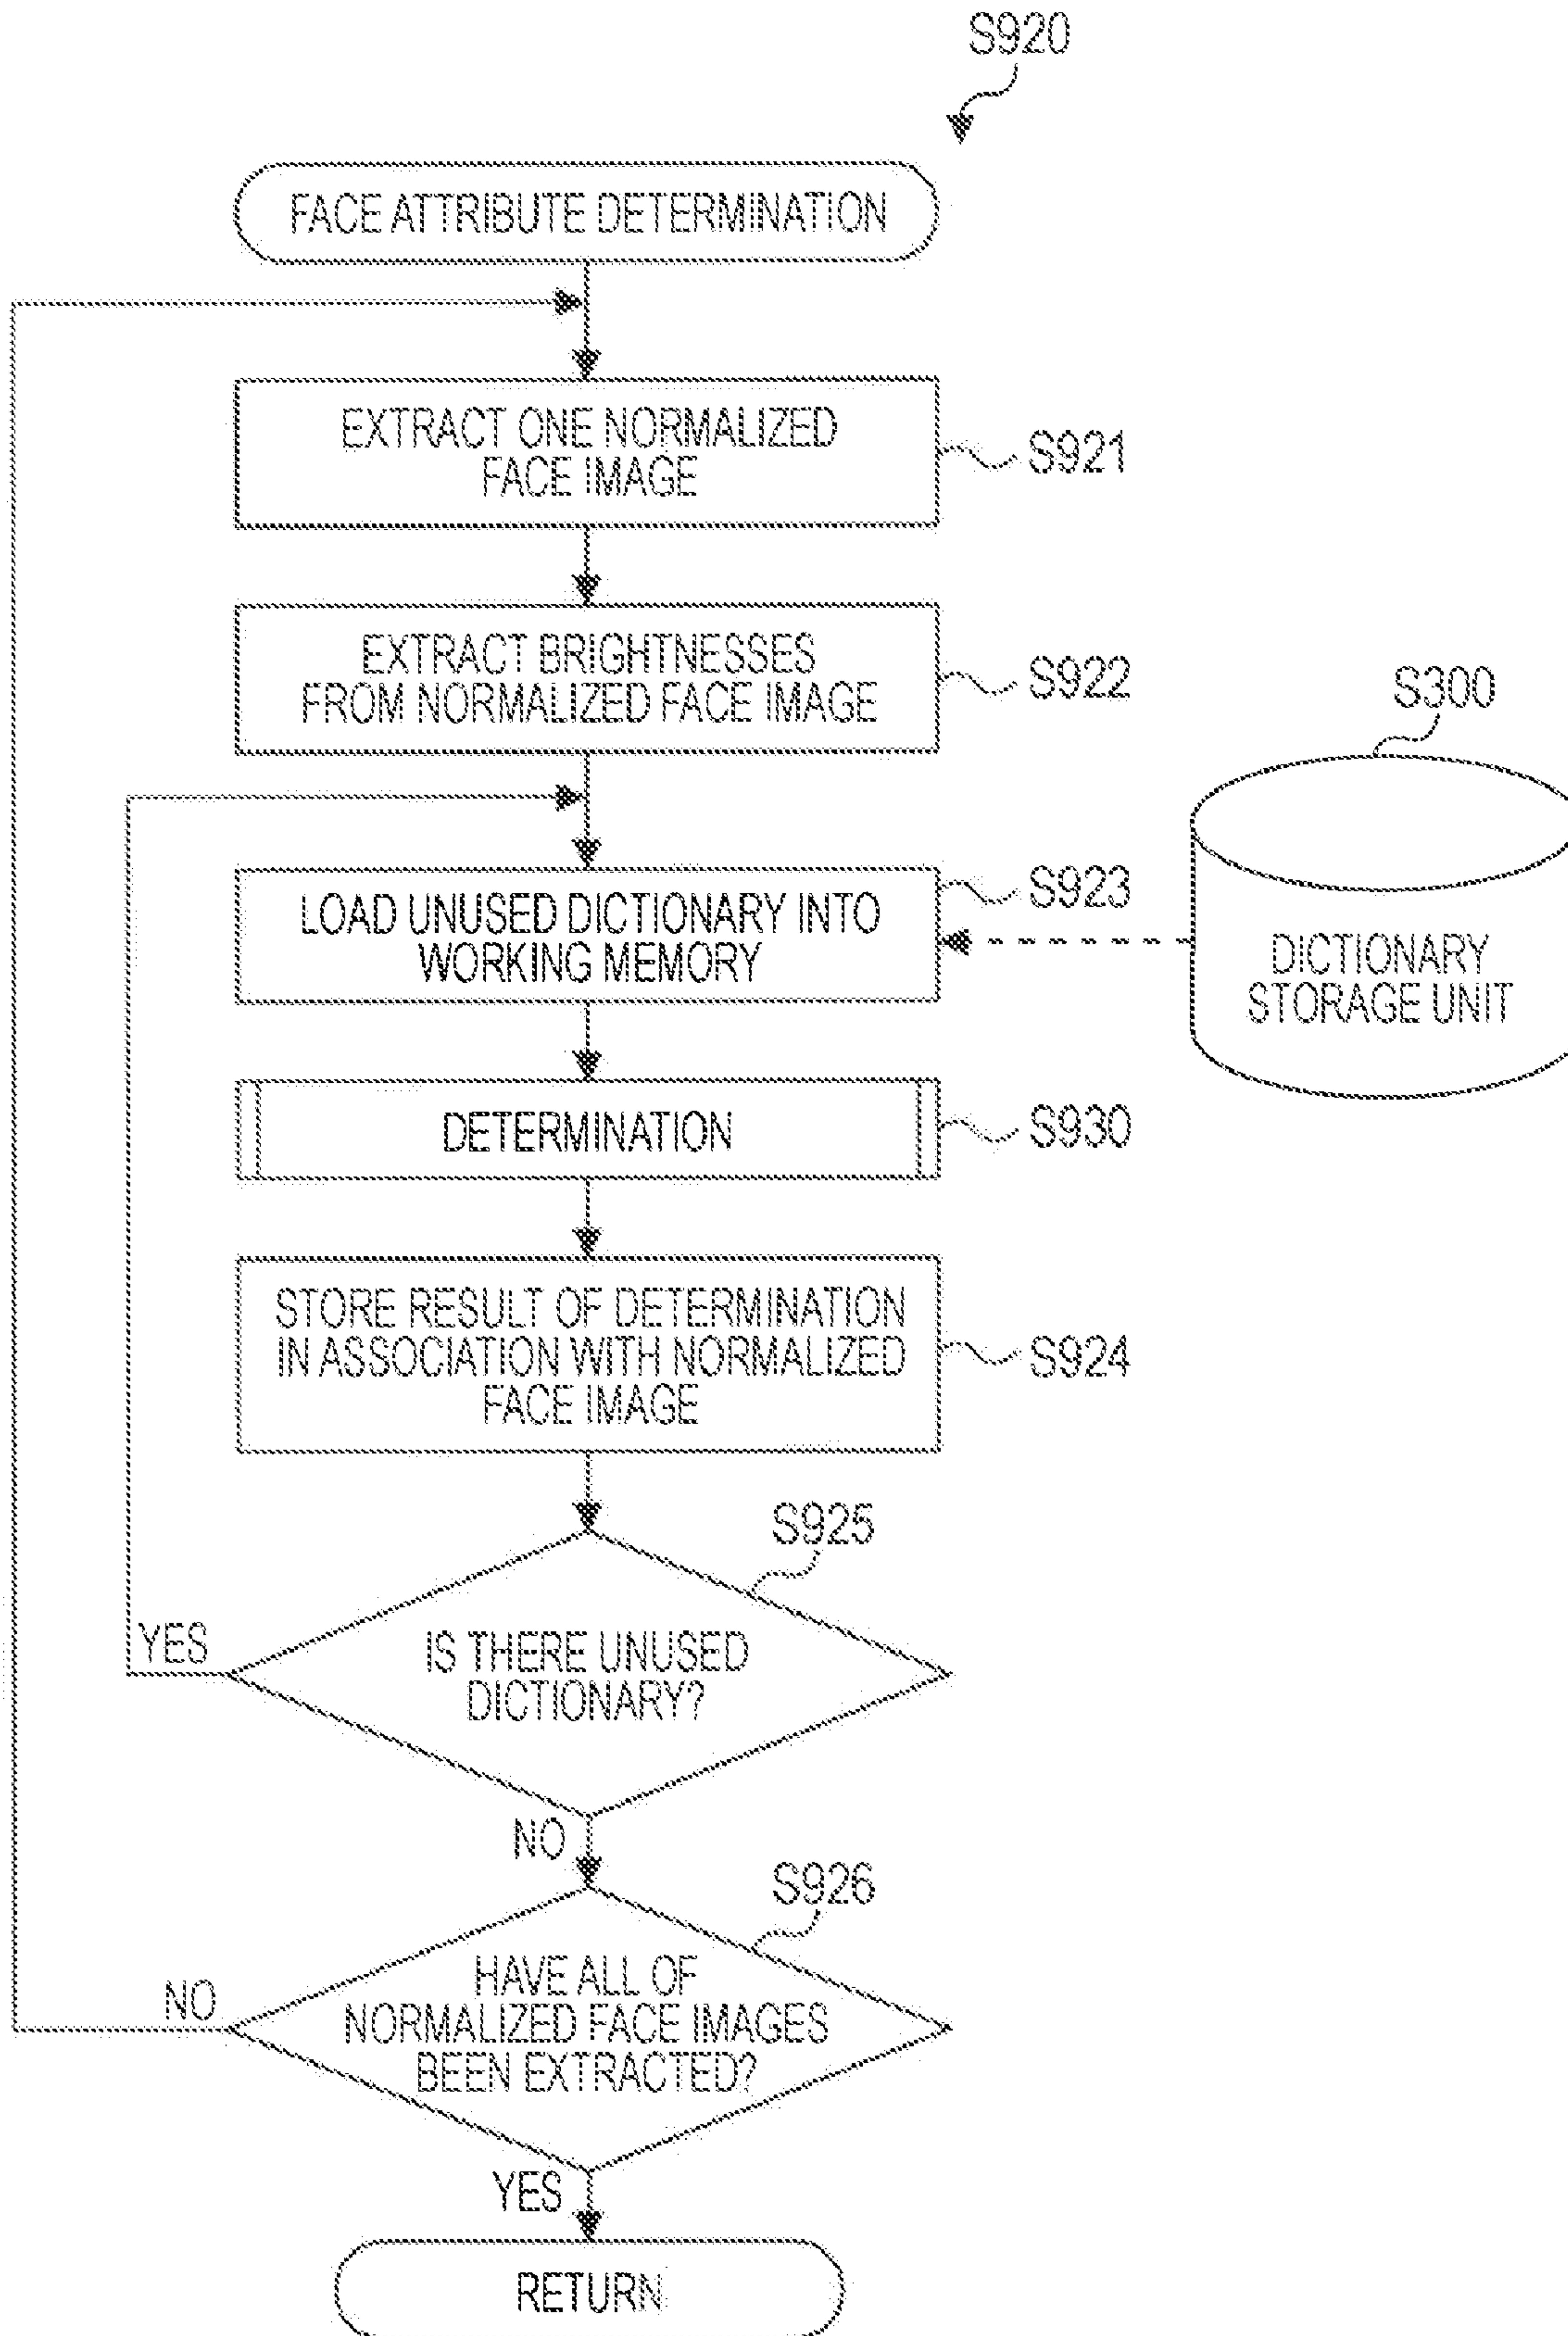 S920
FACE ATTRIBUTE DETERMINATION
EXTRACT ONE NORMALIZED
FACE IMAGE
S921
EXTRACT BRIGHTNESSES
FROM NORMALIZED FACE IMAGE
S922
S300
LOAD UNUSED DICTIONARY INTO
WORKING MEMORY
S923
DICTIONARY
STORAGE UNIT
DETERMINATION
S930
STORE RESULT OF DETERMINATION
IN ASSOCIATION WITH NORMALIZED
FACE IMAGE
S924
S925
YES
IS THERE UNUSED
DICTIONARY?
NO
S926
NO
HAVE ALL OF
NORMALIZED FACE IMAGES
BEEN EXTRACTED?
YES
RETURN